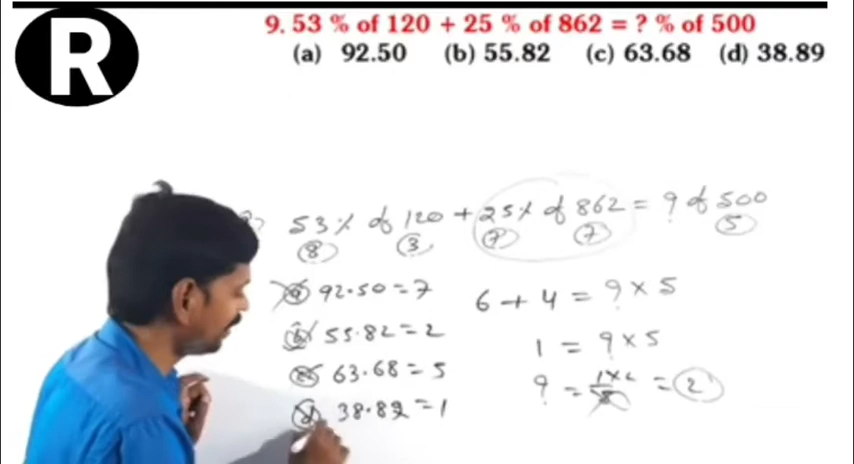 R
9. 53 % of 120 + 25 % of 862 = ? % of 500
(a) 92.50 (b) 55.82 (c) 63.68 (d) 38.89
53% of 120 + 25% of 862 = ? of 500
8 3 7 7 5
a 92.50 = 7
b 55.82 = 2
63.68 = 5
d 38.89 = 1
6 + 4 = ? × 5
1 = ? × 5
? = = 2